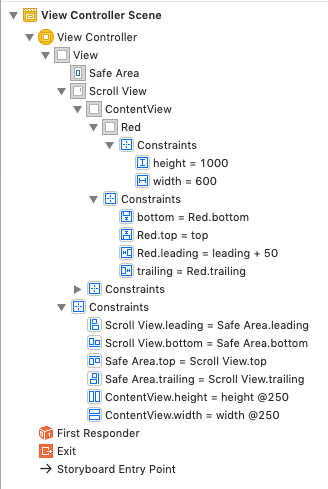 View Controller Scene
View Controller
View
Safe Area
Scroll View
ContentView
Red
Constraints
height = 1000
width = 600
Constraints
bottom = Red.bottom
Red.top = top
Red.leading = leading + 50
trailing = Red.trailing
Constraints
Constraints
Scroll View.leading = Safe Area.leading
Scroll View.bottom = Safe Area.bottom
Safe Area.top = Scroll View.top
Safe Area.trailing = Scroll View.trailing
ContentView.height = height @250
ContentView.width = width @250
First Responder
Exit
Storyboard Entry Point